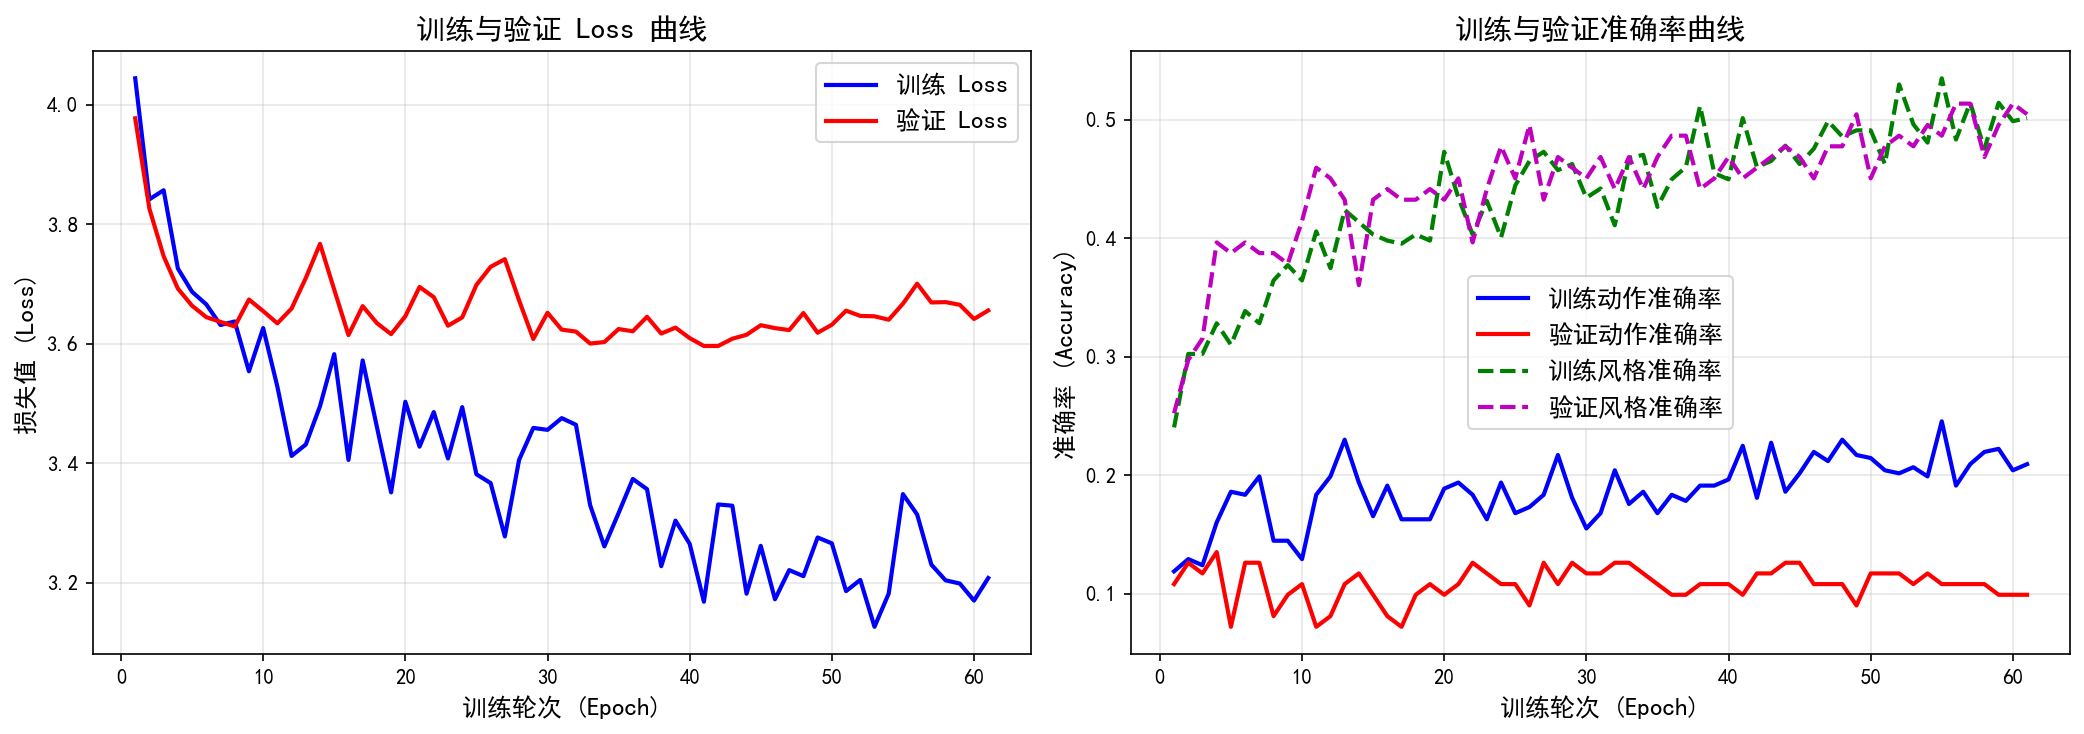 训练与验证 Loss 曲线
4.0
3.8
3.6
3.4
3.2
损失值 (Loss)
训练 Loss
验证 Loss
0 10 20 30 40 50 60
训练轮次 (Epoch)
训练与验证准确率曲线
0.5
0.4
0.3
0.2
0.1
准确率 (Accuracy)
训练动作准确率
验证动作准确率
训练风格准确率
验证风格准确率
0 10 20 30 40 50 60
训练轮次 (Epoch)